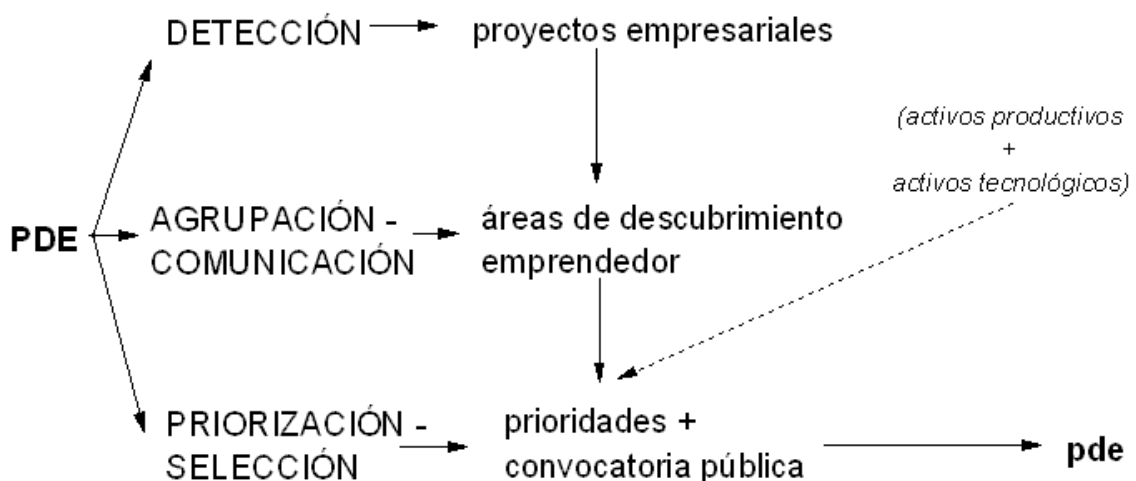 DETECCIÓN
proyectos empresariales
(activos productivos
+
activos tecnológicos)
PDE
AGRUPACIÓN -
COMUNICACIÓN
áreas de descubrimiento
emprendedor
PRIORIZACIÓN -
SELECCIÓN
prioridades +
convocatoria pública
pde